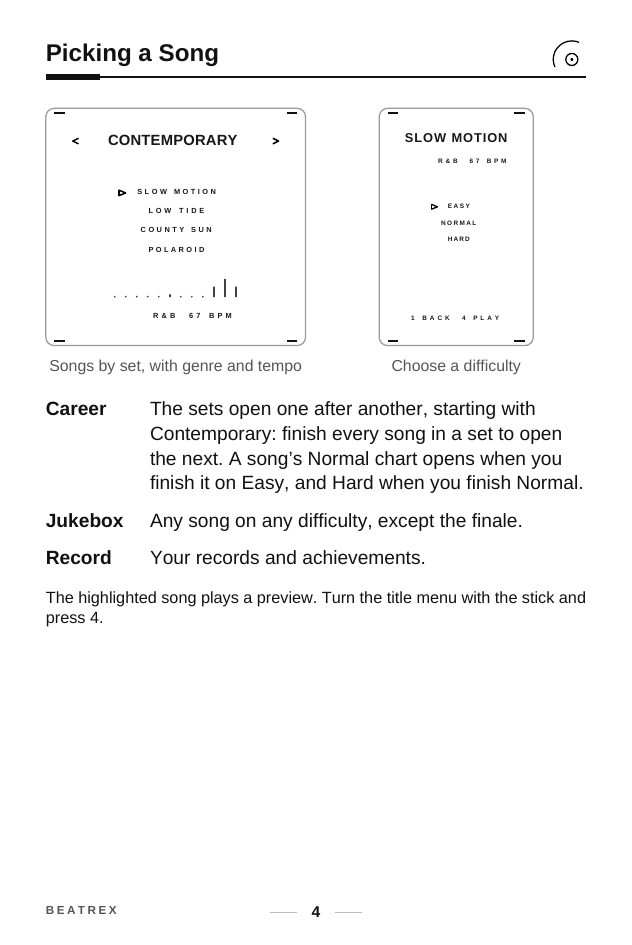 Picking a Song
< CONTEMPORARY >
SLOW MOTION
LOW TIDE
COUNTY SUN
POLAROID
R&B 67 BPM
SLOW MOTION
R&B 67 BPM
EASY
NORMAL
HARD
1 BACK 4 PLAY
Songs by set, with genre and tempo
Choose a difficulty
Career The sets open one after another, starting with
Contemporary: finish every song in a set to open
the next. A song’s Normal chart opens when you
finish it on Easy, and Hard when you finish Normal.
Jukebox Any song on any difficulty, except the finale.
Record Your records and achievements.
The highlighted song plays a preview. Turn the title menu with the stick and
press 4.
BEATREX 4